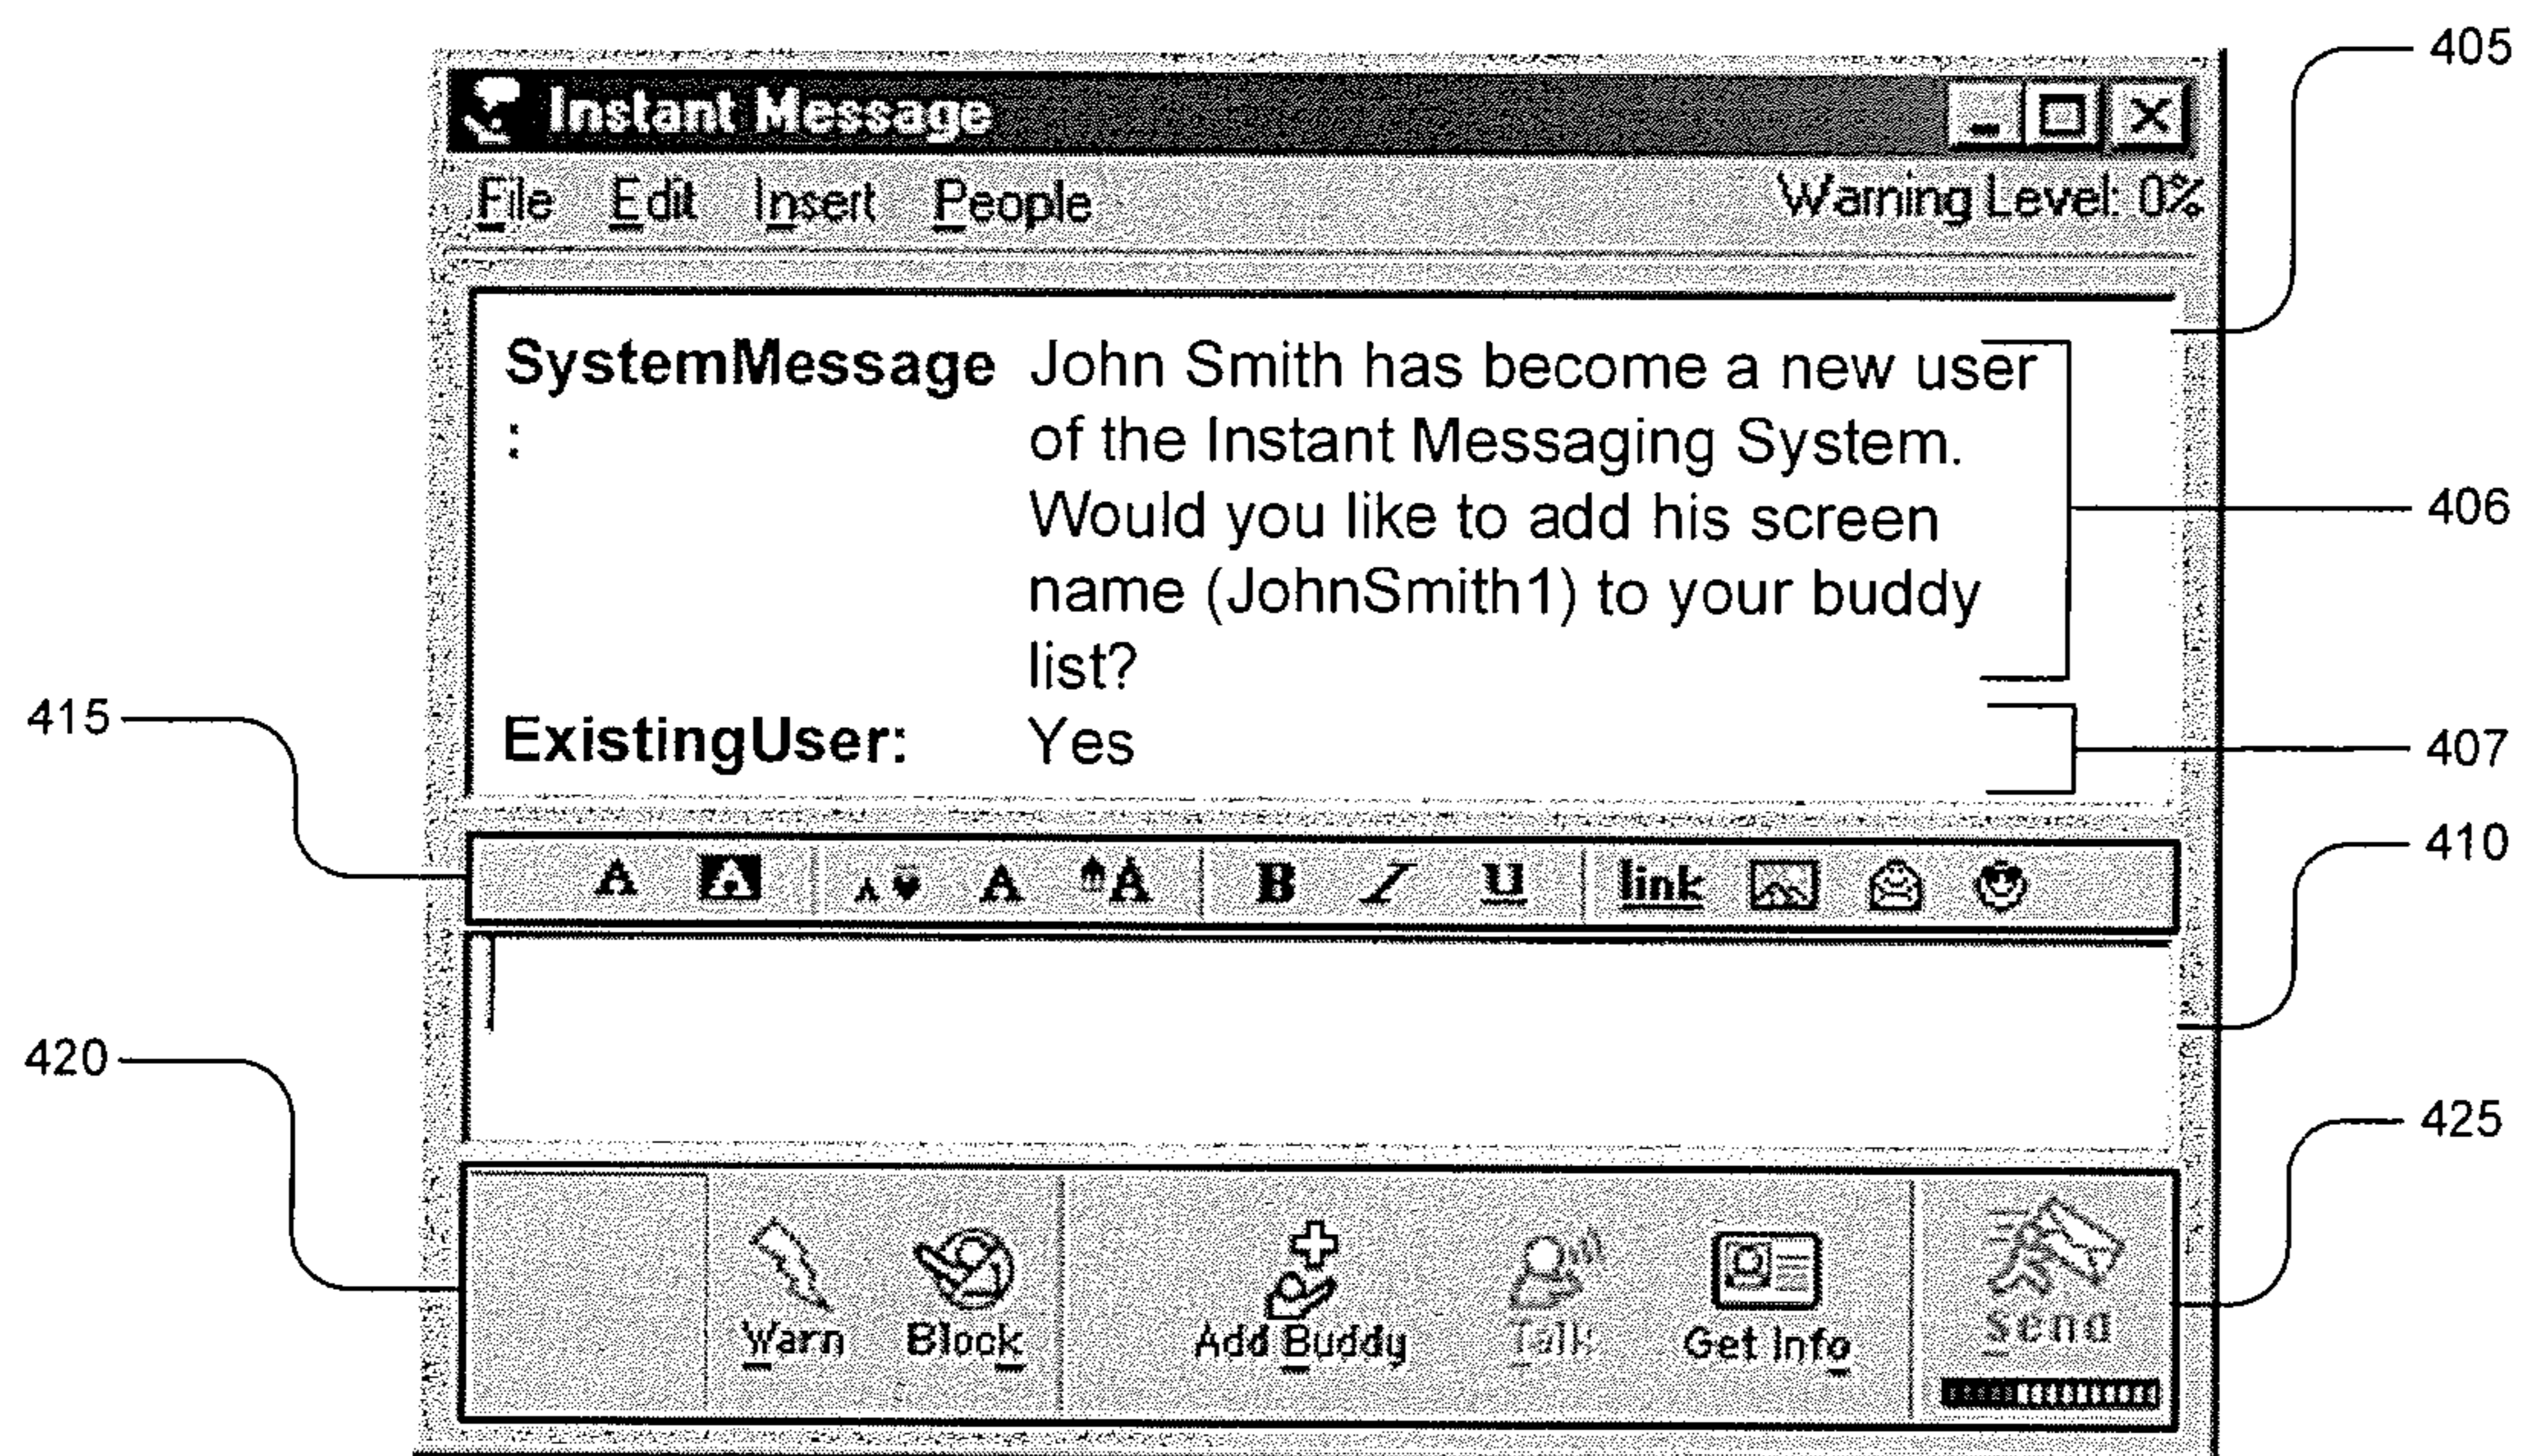 405
Instant Message
File Edit Insert People Warning Level: 0%
SystemMessage John Smith has become a new user
: of the Instant Messaging System.
406
Would you like to add his screen
name (JohnSmith1) to your buddy
list?
415
ExistingUser: Yes
407
410
A A A A A B I U link
420
425
Warn Block Add Buddy Talk Get Info Send